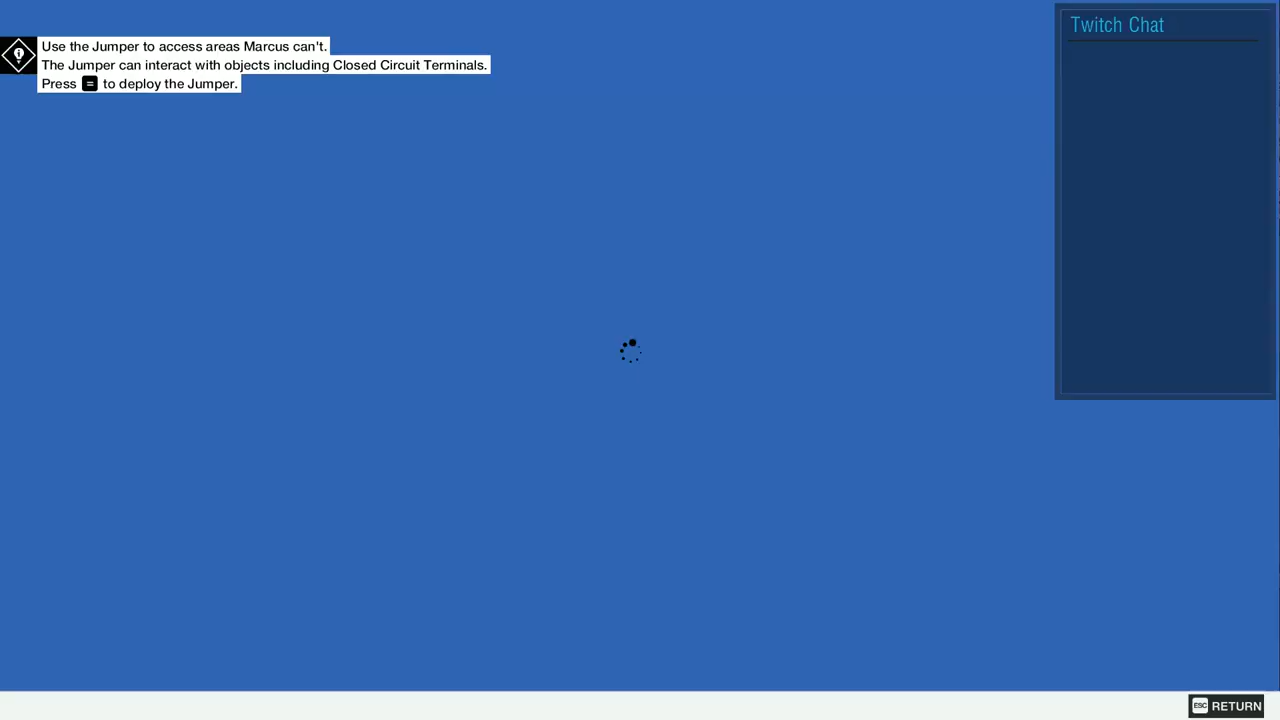 Twitch Chat
Use the Jumper to access areas Marcus can't.
The Jumper can interact with objects including Closed Circuit Terminals.
Press = to deploy the Jumper.
ESC RETURN